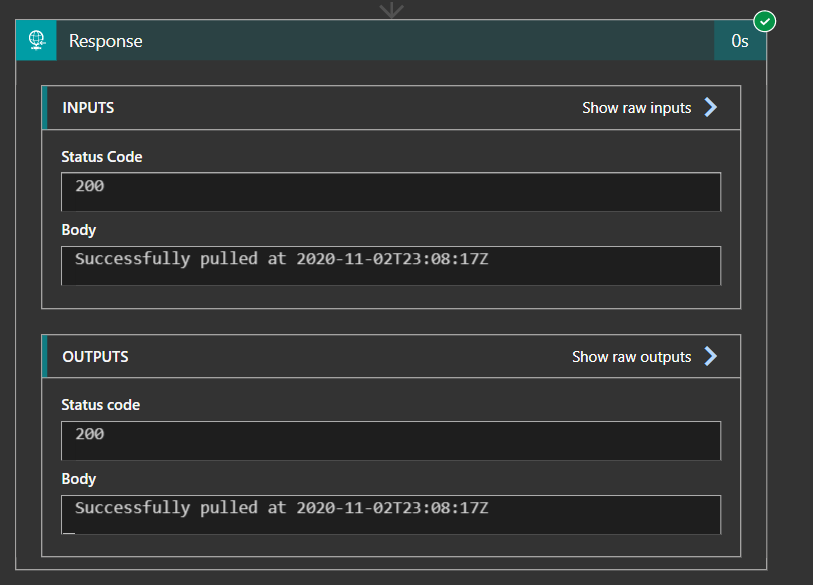 Response 0s
INPUTS Show raw inputs
Status Code
200
Body
Successfully pulled at 2020-11-02T23:08:17Z
OUTPUTS Show raw outputs
Status code
200
Body
Successfully pulled at 2020-11-02T23:08:17Z